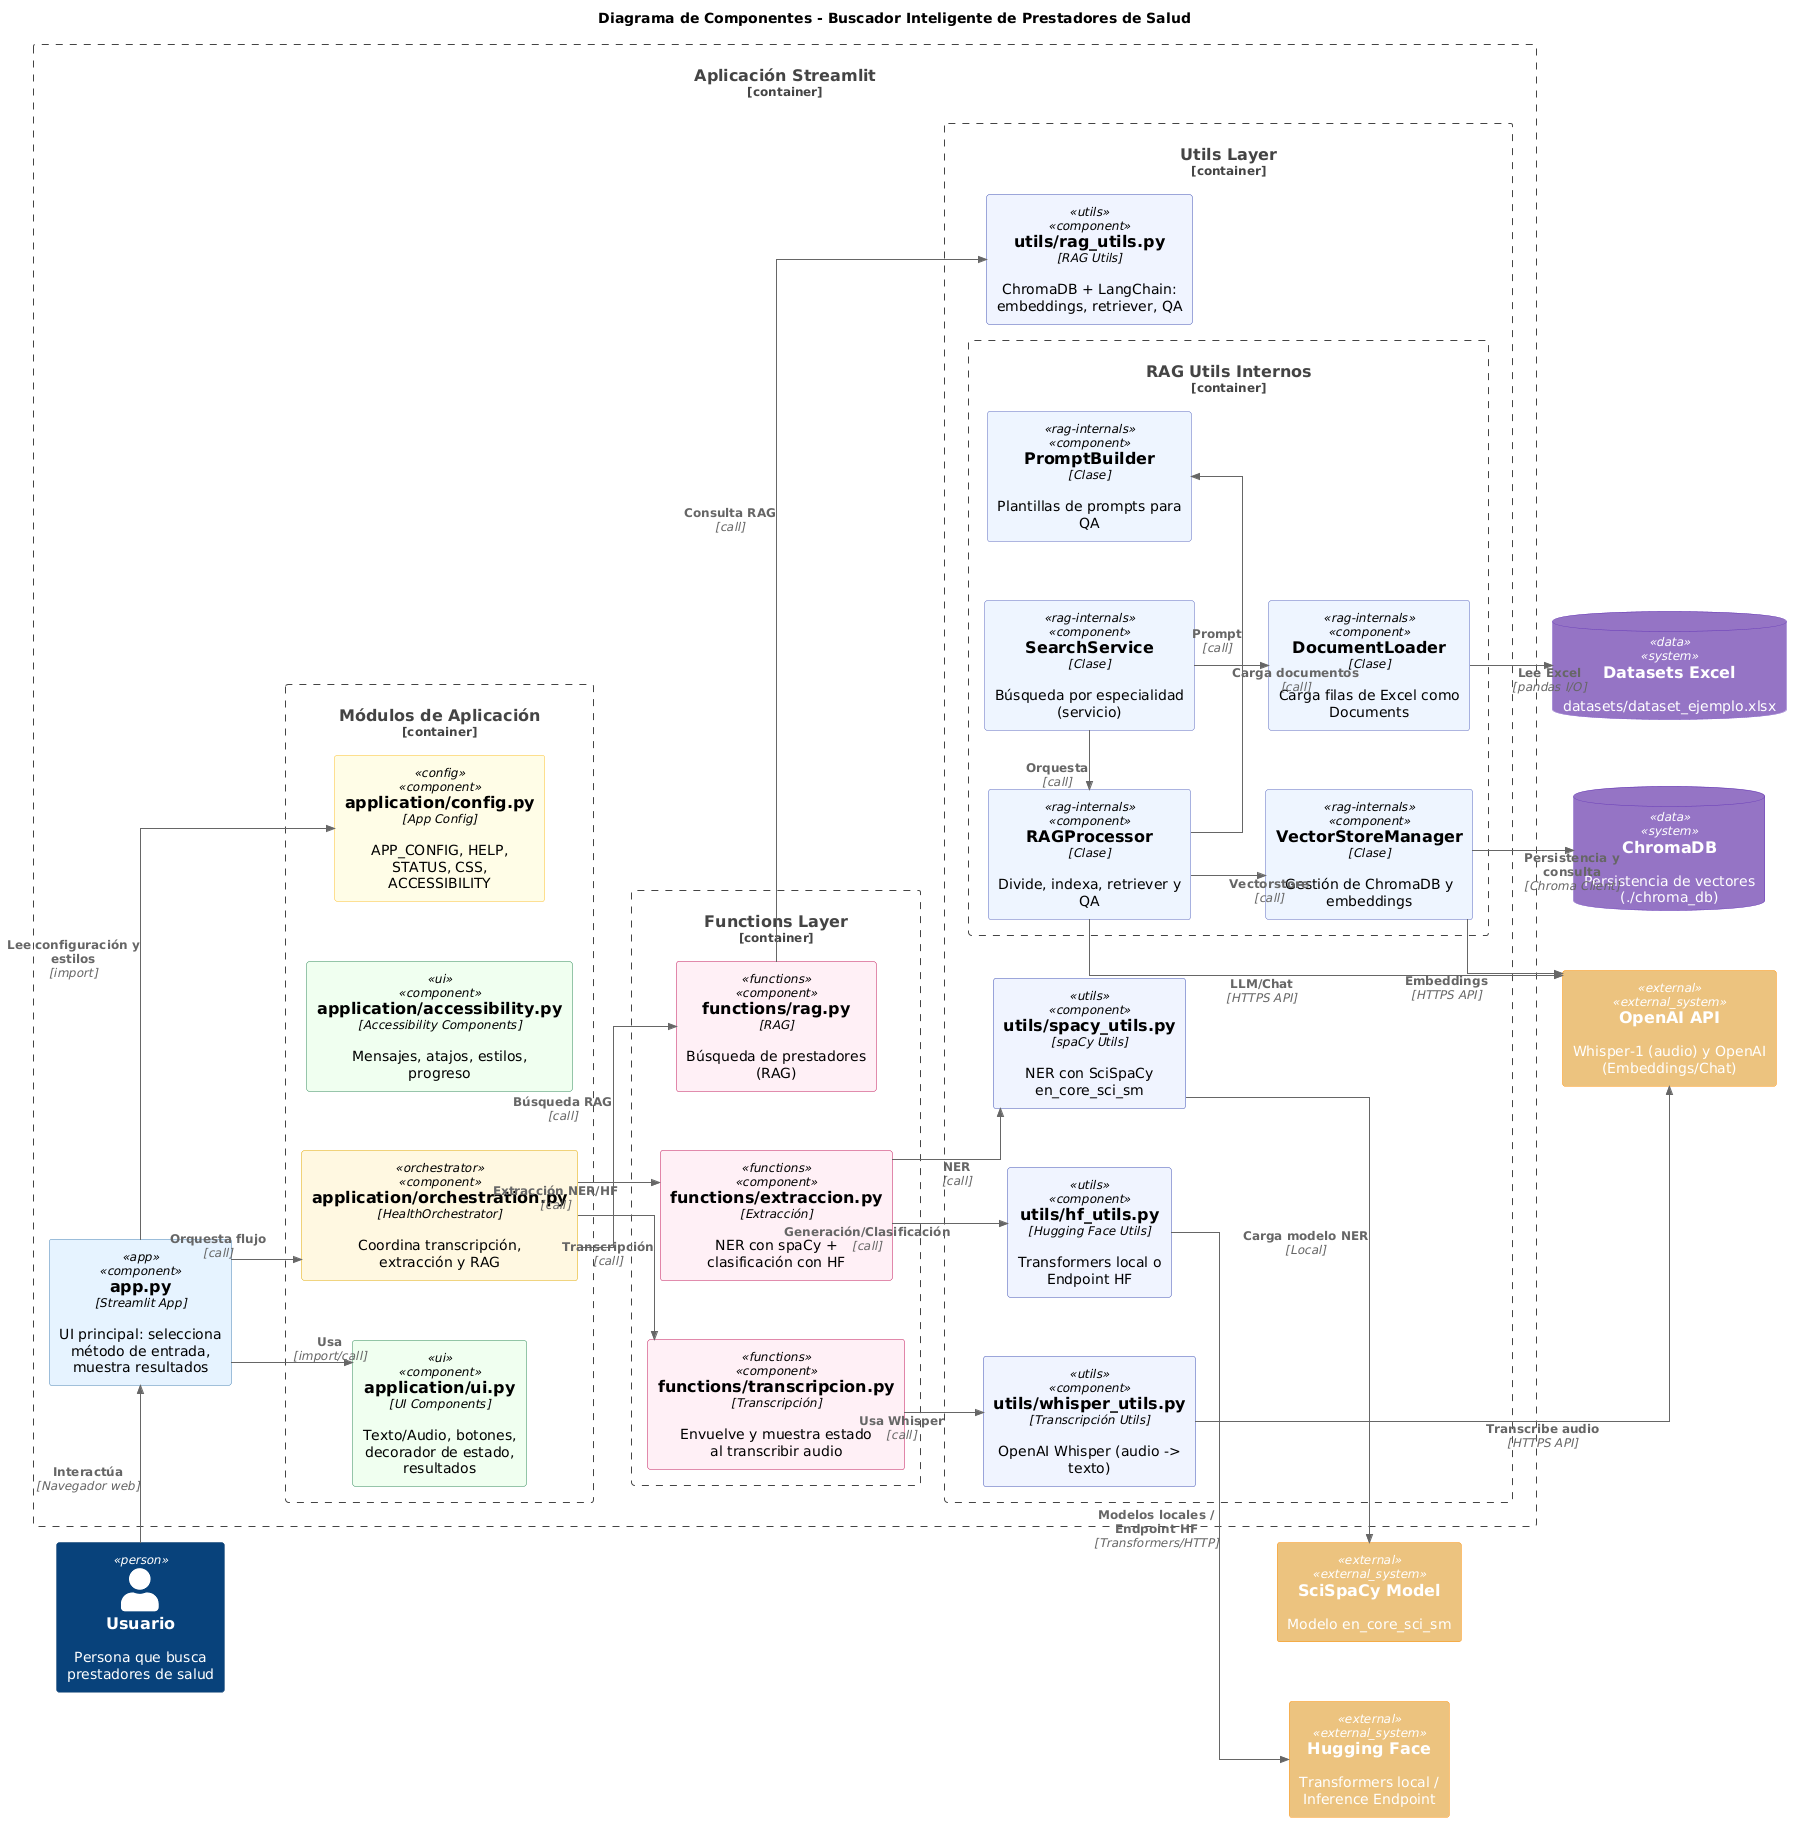 Diagrama de Componentes - Buscador Inteligente de Prestadores de Salud
Aplicación Streamlit
[container]
Utils Layer
[container]
«utils»
«component»
utils/rag_utils.py
[RAG Utils]
ChromaDB + LangChain:
embeddings, retriever, QA
RAG Utils Internos
[container]
«rag-internals»
«component»
PromptBuilder
[Clase]
Plantillas de prompts para
QA
Consulta RAG
[call]
«rag-internals»
«component»
SearchService
[Clase]
Búsqueda por especialidad
(servicio)
Prompt
[call]
Carga documentos
[call]
«rag-internals»
«component»
DocumentLoader
[Clase]
Carga filas de Excel como
Documents
Lee Excel
[pandas I/O]
«data»
«system»
Datasets Excel
datasets/dataset_ejemplo.xlsx
Orquesta
[call]
«rag-internals»
«component»
RAGProcessor
[Clase]
Divide, indexa, retriever y
QA
Vectorstore
[call]
«rag-internals»
«component»
VectorStoreManager
[Clase]
Gestión de ChromaDB y
embeddings
Persistencia y
consulta
[Chroma Client]
«data»
«system»
ChromaDB
Persistencia de vectores
(./chroma_db)
Módulos de Aplicación
[container]
«config»
«component»
application/config.py
[App Config]
APP_CONFIG, HELP,
STATUS, CSS,
ACCESSIBILITY
Lee configuración y
estilos
[import]
«ui»
«component»
application/accessibility.py
[Accessibility Components]
Mensajes, atajos, estilos,
progreso
Functions Layer
[container]
«functions»
«component»
functions/rag.py
[RAG]
Búsqueda de prestadores
(RAG)
Búsqueda RAG
[call]
LLM/Chat
[HTTPS API]
Embeddings
[HTTPS API]
«external»
«external_system»
OpenAI API
Whisper-1 (audio) y OpenAI
(Embeddings/Chat)
«utils»
«component»
utils/spacy_utils.py
[spaCy Utils]
NER con SciSpaCy
en_core_sci_sm
«orchestrator»
«component»
application/orchestration.py
[HealthOrchestrator]
Coordina transcripción,
extracción y RAG
Extracción NER/HF
[call]
Transcripción
[call]
«functions»
«component»
functions/extraccion.py
[Extracción]
NER con spaCy +
clasificación con HF
NER
[call]
Generación/Clasificación
[call]
«utils»
«component»
utils/hf_utils.py
[Hugging Face Utils]
Transformers local o
Endpoint HF
Carga modelo NER
[Local]
Orquesta flujo
[call]
«app»
«component»
app.py
[Streamlit App]
UI principal: selecciona
método de entrada,
muestra resultados
Usa
[import/call]
«ui»
«component»
application/ui.py
[UI Components]
Texto/Audio, botones,
decorador de estado,
resultados
«functions»
«component»
functions/transcripcion.py
[Transcripción]
Envuelve y muestra estado
al transcribir audio
Usa Whisper
[call]
«utils»
«component»
utils/whisper_utils.py
[Transcripción Utils]
OpenAI Whisper (audio ->
texto)
Transcribe audio
[HTTPS API]
Interactúa
[Navegador web]
Modelos locales /
Endpoint HF
[Transformers/HTTP]
«person»
Usuario
Persona que busca
prestadores de salud
«external»
«external_system»
SciSpaCy Model
Modelo en_core_sci_sm
«external»
«external_system»
Hugging Face
Transformers local /
Inference Endpoint